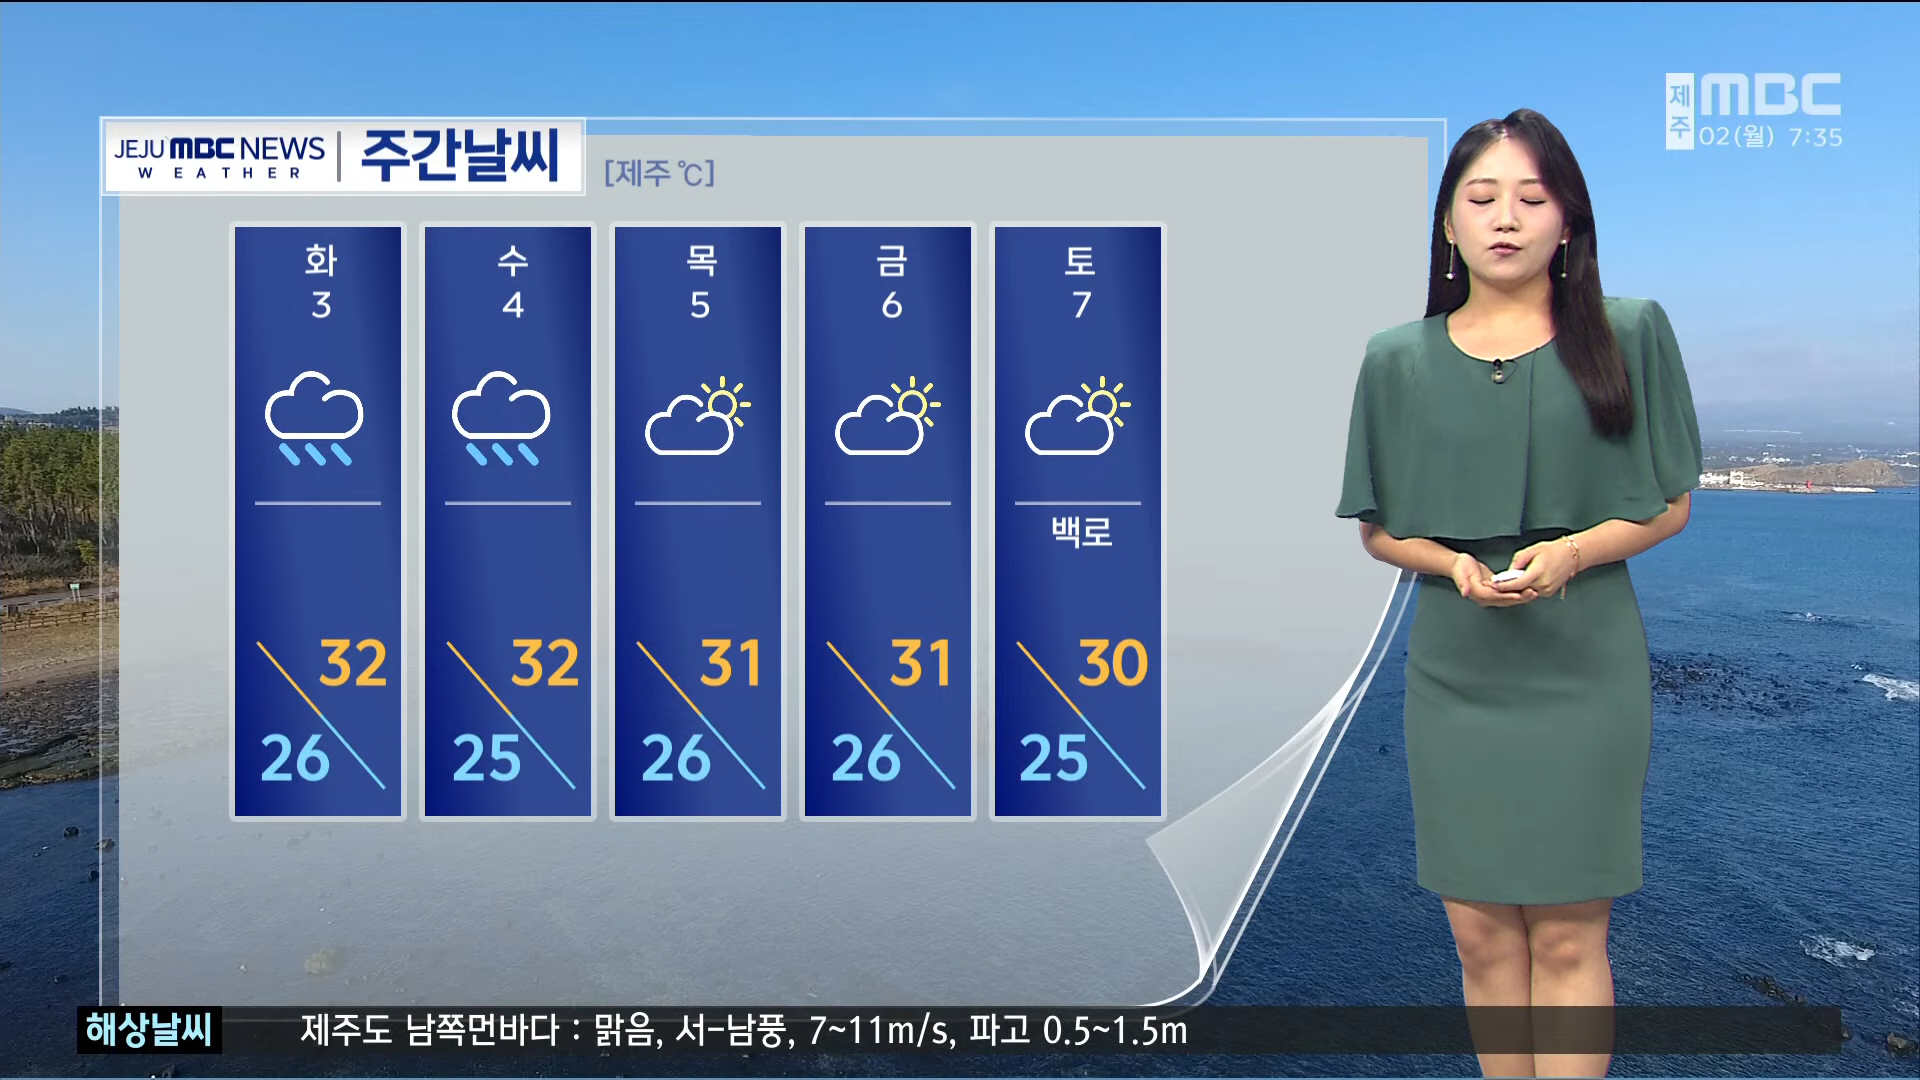 제주 MBC
02(월) 7:35
JEJU MBC NEWS
WEATHER
주간날씨
[제주 ℃]
화
3
32
26
수
4
32
25
목
5
31
26
금
6
31
26
토
7
백로
30
25
해상날씨
제주도 남쪽먼바다 : 맑음, 서-남풍, 7~11m/s, 파고 0.5~1.5m